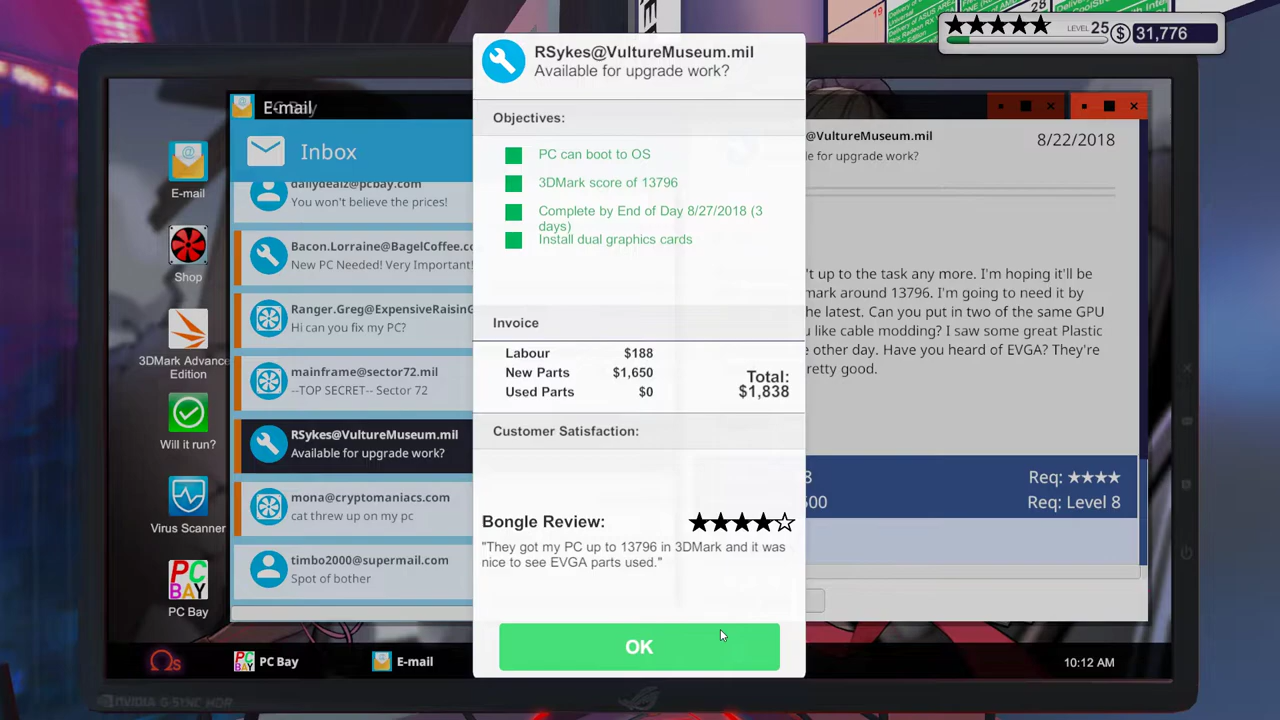 LEVEL 25
$ 31,776
RSykes@VultureMuseum.mil
Available for upgrade work?
Objectives:
PC can boot to OS
3DMark score of 13796
Complete by End of Day 8/27/2018 (3
days)
Install dual graphics cards
Invoice
Labour $188
New Parts $1,650
Used Parts $0
Total:
$1,838
Customer Satisfaction:
Bongle Review: ★★★★☆
"They got my PC up to 13796 in 3DMark and it was
nice to see EVGA parts used."
OK
E-mail
Inbox
dailydealz@pcbay.com
You won't believe the prices!
Bacon.Lorraine@BagelCoffee.co
New PC Needed! Very Important!
Ranger.Greg@ExpensiveRaisin
Hi can you fix my PC?
mainframe@sector72.mil
--TOP SECRET-- Sector 72
RSykes@VultureMuseum.mil
Available for upgrade work?
mona@cryptomaniacs.com
cat threw up on my pc
timbo2000@supermail.com
Spot of bother
@VultureMuseum.mil
8/22/2018
le for upgrade work?
't up to the task any more. I'm hoping it'll be
mark around 13796. I'm going to need it by
he latest. Can you put in two of the same GPU
u like cable modding? I saw some great Plastic
e other day. Have you heard of EVGA? They're
retty good.
Req: ★★★★
Req: Level 8
E-mail
Shop
3DMark Advance
Edition
Will it run?
Virus Scanner
PC Bay
Ωs
PC Bay
E-mail
10:12 AM
NVIDIA G-SYNC HDR